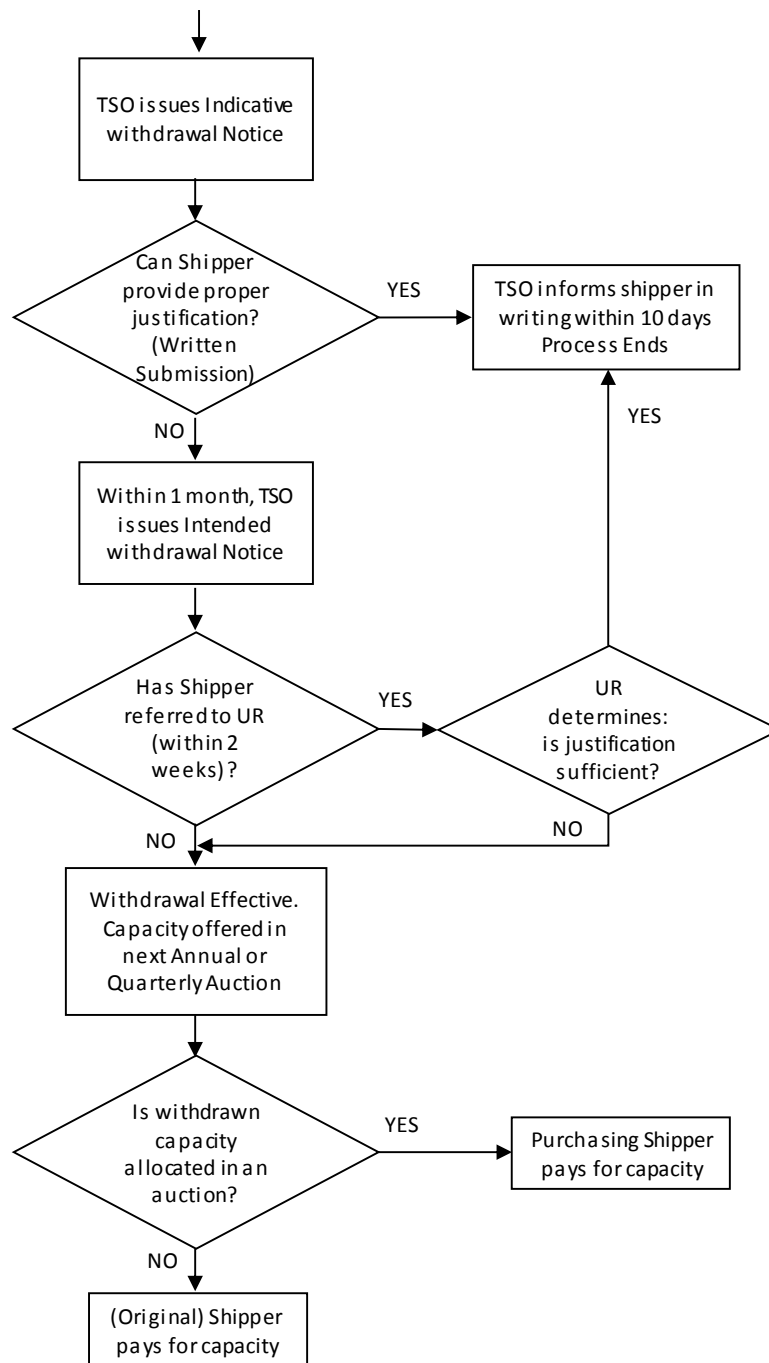 TSO issues Indicative
withdrawal Notice
Can Shipper
provide proper
justification?
(Written
Submission)
YES
TSO informs shipper in
writing within 10 days
Process Ends
YES
NO
Within 1 month, TSO
issues Intended
withdrawal Notice
Has Shipper
referred to UR
(within 2
weeks)?
YES
UR
determines:
is justification
sufficient?
NO
NO
Withdrawal Effective.
Capacity offered in
next Annual or
Quarterly Auction
Is withdrawn
capacity
allocated in an
auction?
YES
Purchasing Shipper
pays for capacity
NO
(Original) Shipper
pays for capacity